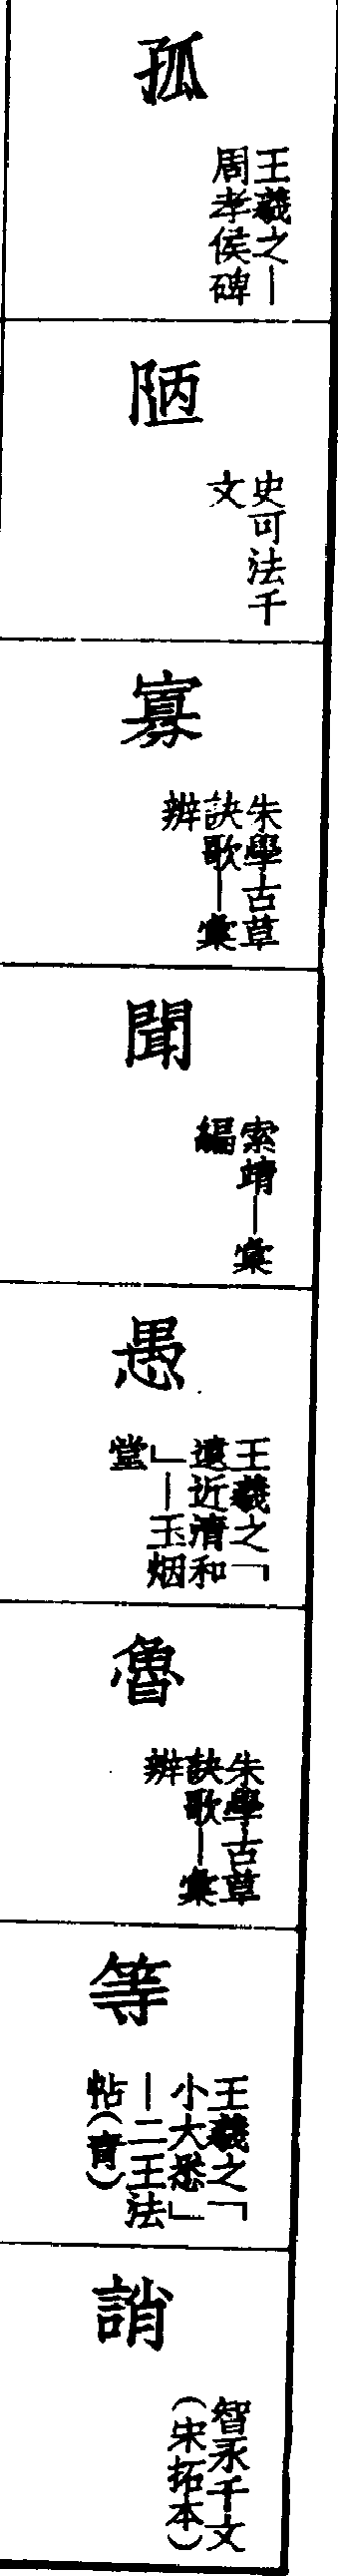 孤
王羲之—
周孝侯碑
陋
史可法千
文
寡
朱學古草
訣歌—彙
辨
聞
索靖—彙
編
愚
王羲之「
遠近清和
」—玉烟
堂
魯
朱學古草
訣歌—彙
辨
等
王羲之「
小大悉」
—二王法
帖(青)
誚
智永千文
(宋拓本)